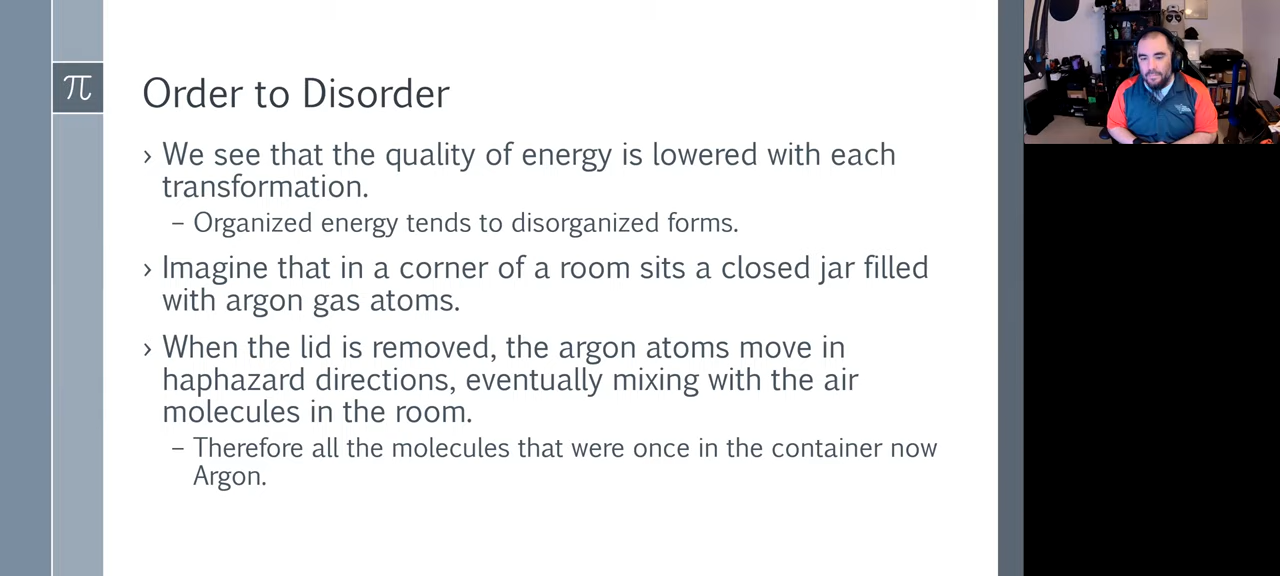 π
Order to Disorder
› We see that the quality of energy is lowered with each
transformation.
– Organized energy tends to disorganized forms.
› Imagine that in a corner of a room sits a closed jar filled
with argon gas atoms.
› When the lid is removed, the argon atoms move in
haphazard directions, eventually mixing with the air
molecules in the room.
– Therefore all the molecules that were once in the container now
Argon.